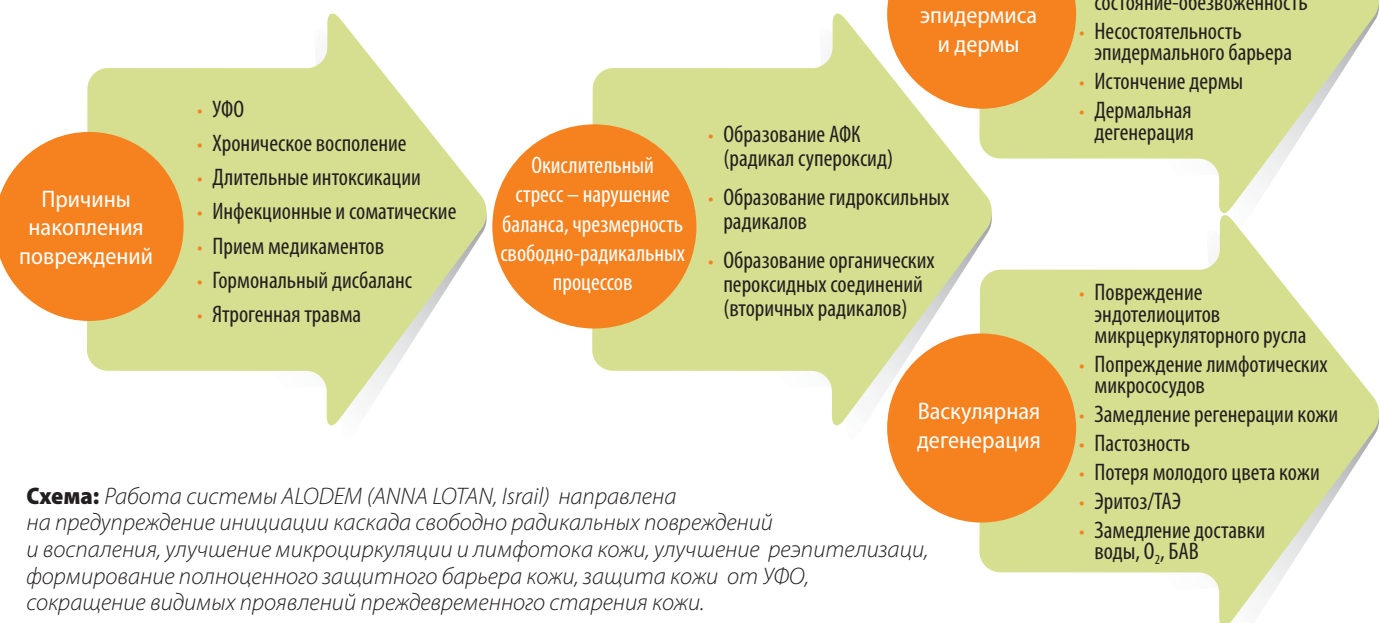 Причины
накопления
повреждений
• УФО
• Хроническое восполение
• Длительные интоксикации
• Инфекционные и соматические
• Прием медикаментов
• Гормональный дисбаланс
• Ятрогенная травма
Окислительный
стресс – нарушение
баланса, чрезмерность
свободно-радикальных
процессов
• Образование АФК
(радикал супероксид)
• Образование гидроксильных
радикалов
• Образование органических
пероксидных соединений
(вторичных радикалов)
эпидермиса
и дермы
состояние-обезвоженность
• Несостоятельность
эпидермального барьера
• Истончение дермы
• Дермальная
дегенерация
Васкулярная
дегенерация
• Повреждение
эндотелиоцитов
микрцеркуляторного русла
• Попреждение лимфотических
микрососудов
• Замедление регенерации кожи
• Пастозность
• Потеря молодого цвета кожи
• Эритоз/ТАЭ
• Замедление доставки
воды, O₂, БАВ
Схема: Работа системы ALODEM (ANNA LOTAN, Israil) направлена
на предупреждение инициации каскада свободно радикальных повреждений
и воспаления, улучшение микроциркуляции и лимфотока кожи, улучшение реэпителизаци,
формирование полноценного защитного барьера кожи, защита кожи от УФО,
сокращение видимых проявлений преждевременного старения кожи.